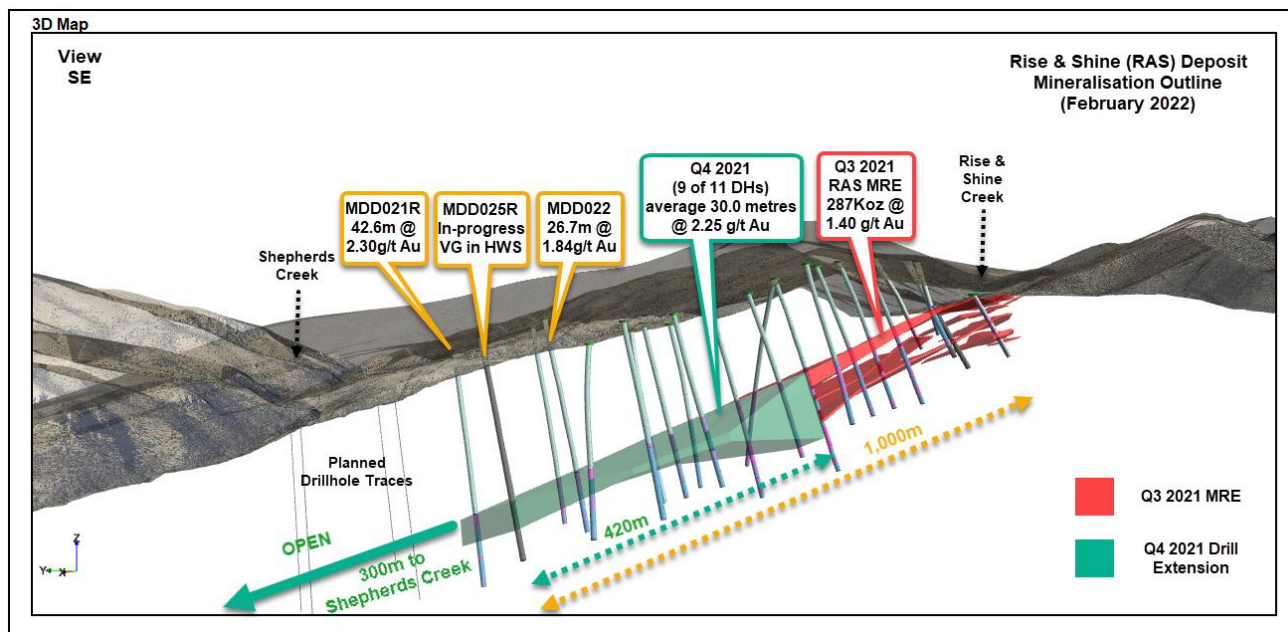 3D Map
View
SE
Rise & Shine (RAS) Deposit
Mineralisation Outline
(February 2022)
Q4 2021
(9 of 11 DHs)
average 30.0 metres
@ 2.25 g/t Au
Q3 2021
RAS MRE
287Koz @
1.40 g/t Au
Rise &
Shine
Creek
MDD021R
42.6m @
2.30g/t Au
MDD025R
In-progress
VG in HWS
MDD022
26.7m @
1.84g/t Au
Shepherds
Creek
Planned
Drillhole Traces
1,000m
420m
OPEN
300m to
Shepherds Creek
Q3 2021 MRE
Q4 2021 Drill
Extension
Z
Y
X